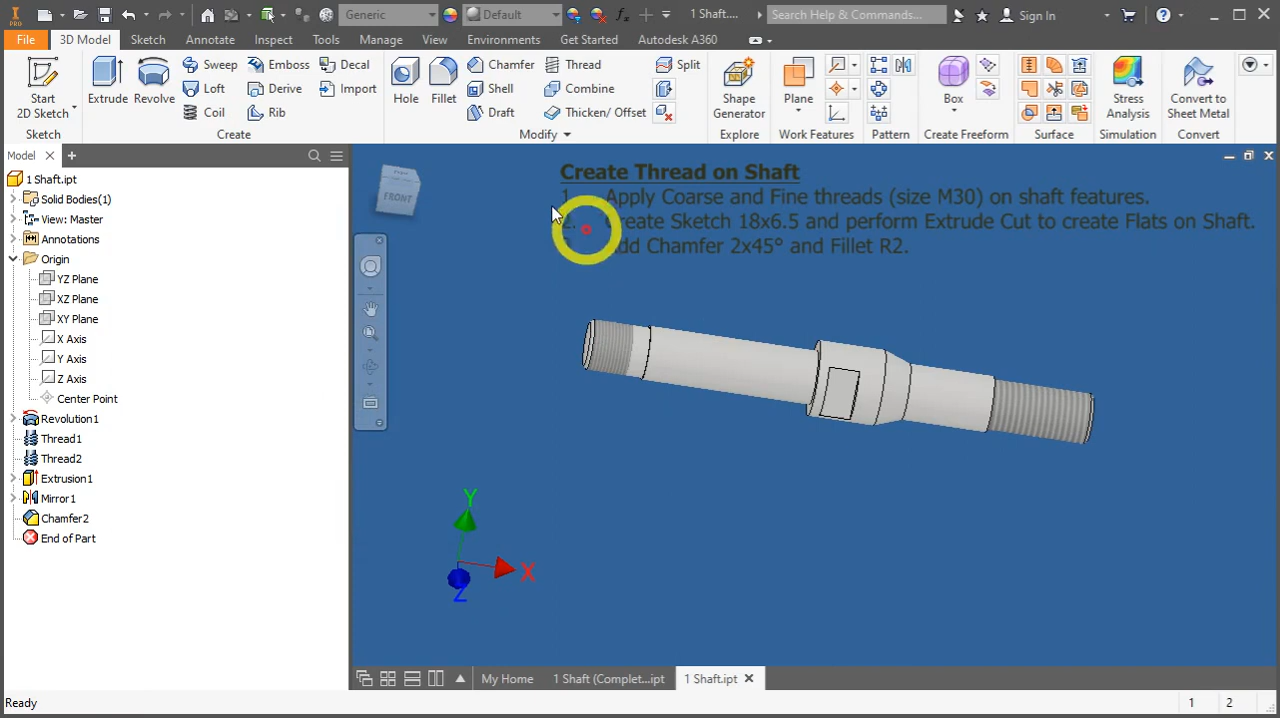 PRO
Generic
Default
1 Shaft....
Search Help & Commands...
Sign In
File
3D Model
Sketch
Annotate
Inspect
Tools
Manage
View
Environments
Get Started
Autodesk A360
Start
2D Sketch
Extrude
Revolve
Sweep
Loft
Coil
Emboss
Derive
Rib
Decal
Import
Hole
Fillet
Chamfer
Shell
Draft
Thread
Combine
Thicken/ Offset
Split
Shape
Generator
Plane
Box
Stress
Analysis
Convert to
Sheet Metal
Sketch
Create
Modify
Explore
Work Features
Pattern
Create Freeform
Surface
Simulation
Convert
Model
1 Shaft.ipt
Solid Bodies(1)
View: Master
Annotations
Origin
YZ Plane
XZ Plane
XY Plane
X Axis
Y Axis
Z Axis
Center Point
Revolution1
Thread1
Thread2
Extrusion1
Mirror1
Chamfer2
End of Part
FRONT
Create Thread on Shaft
1. Apply Coarse and Fine threads (size M30) on shaft features.
2. Create Sketch 18x6.5 and perform Extrude Cut to create Flats on Shaft.
Add Chamfer 2x45° and Fillet R2.
Y
X
Z
My Home
1 Shaft (Complet...ipt
1 Shaft.ipt
Ready
1 2